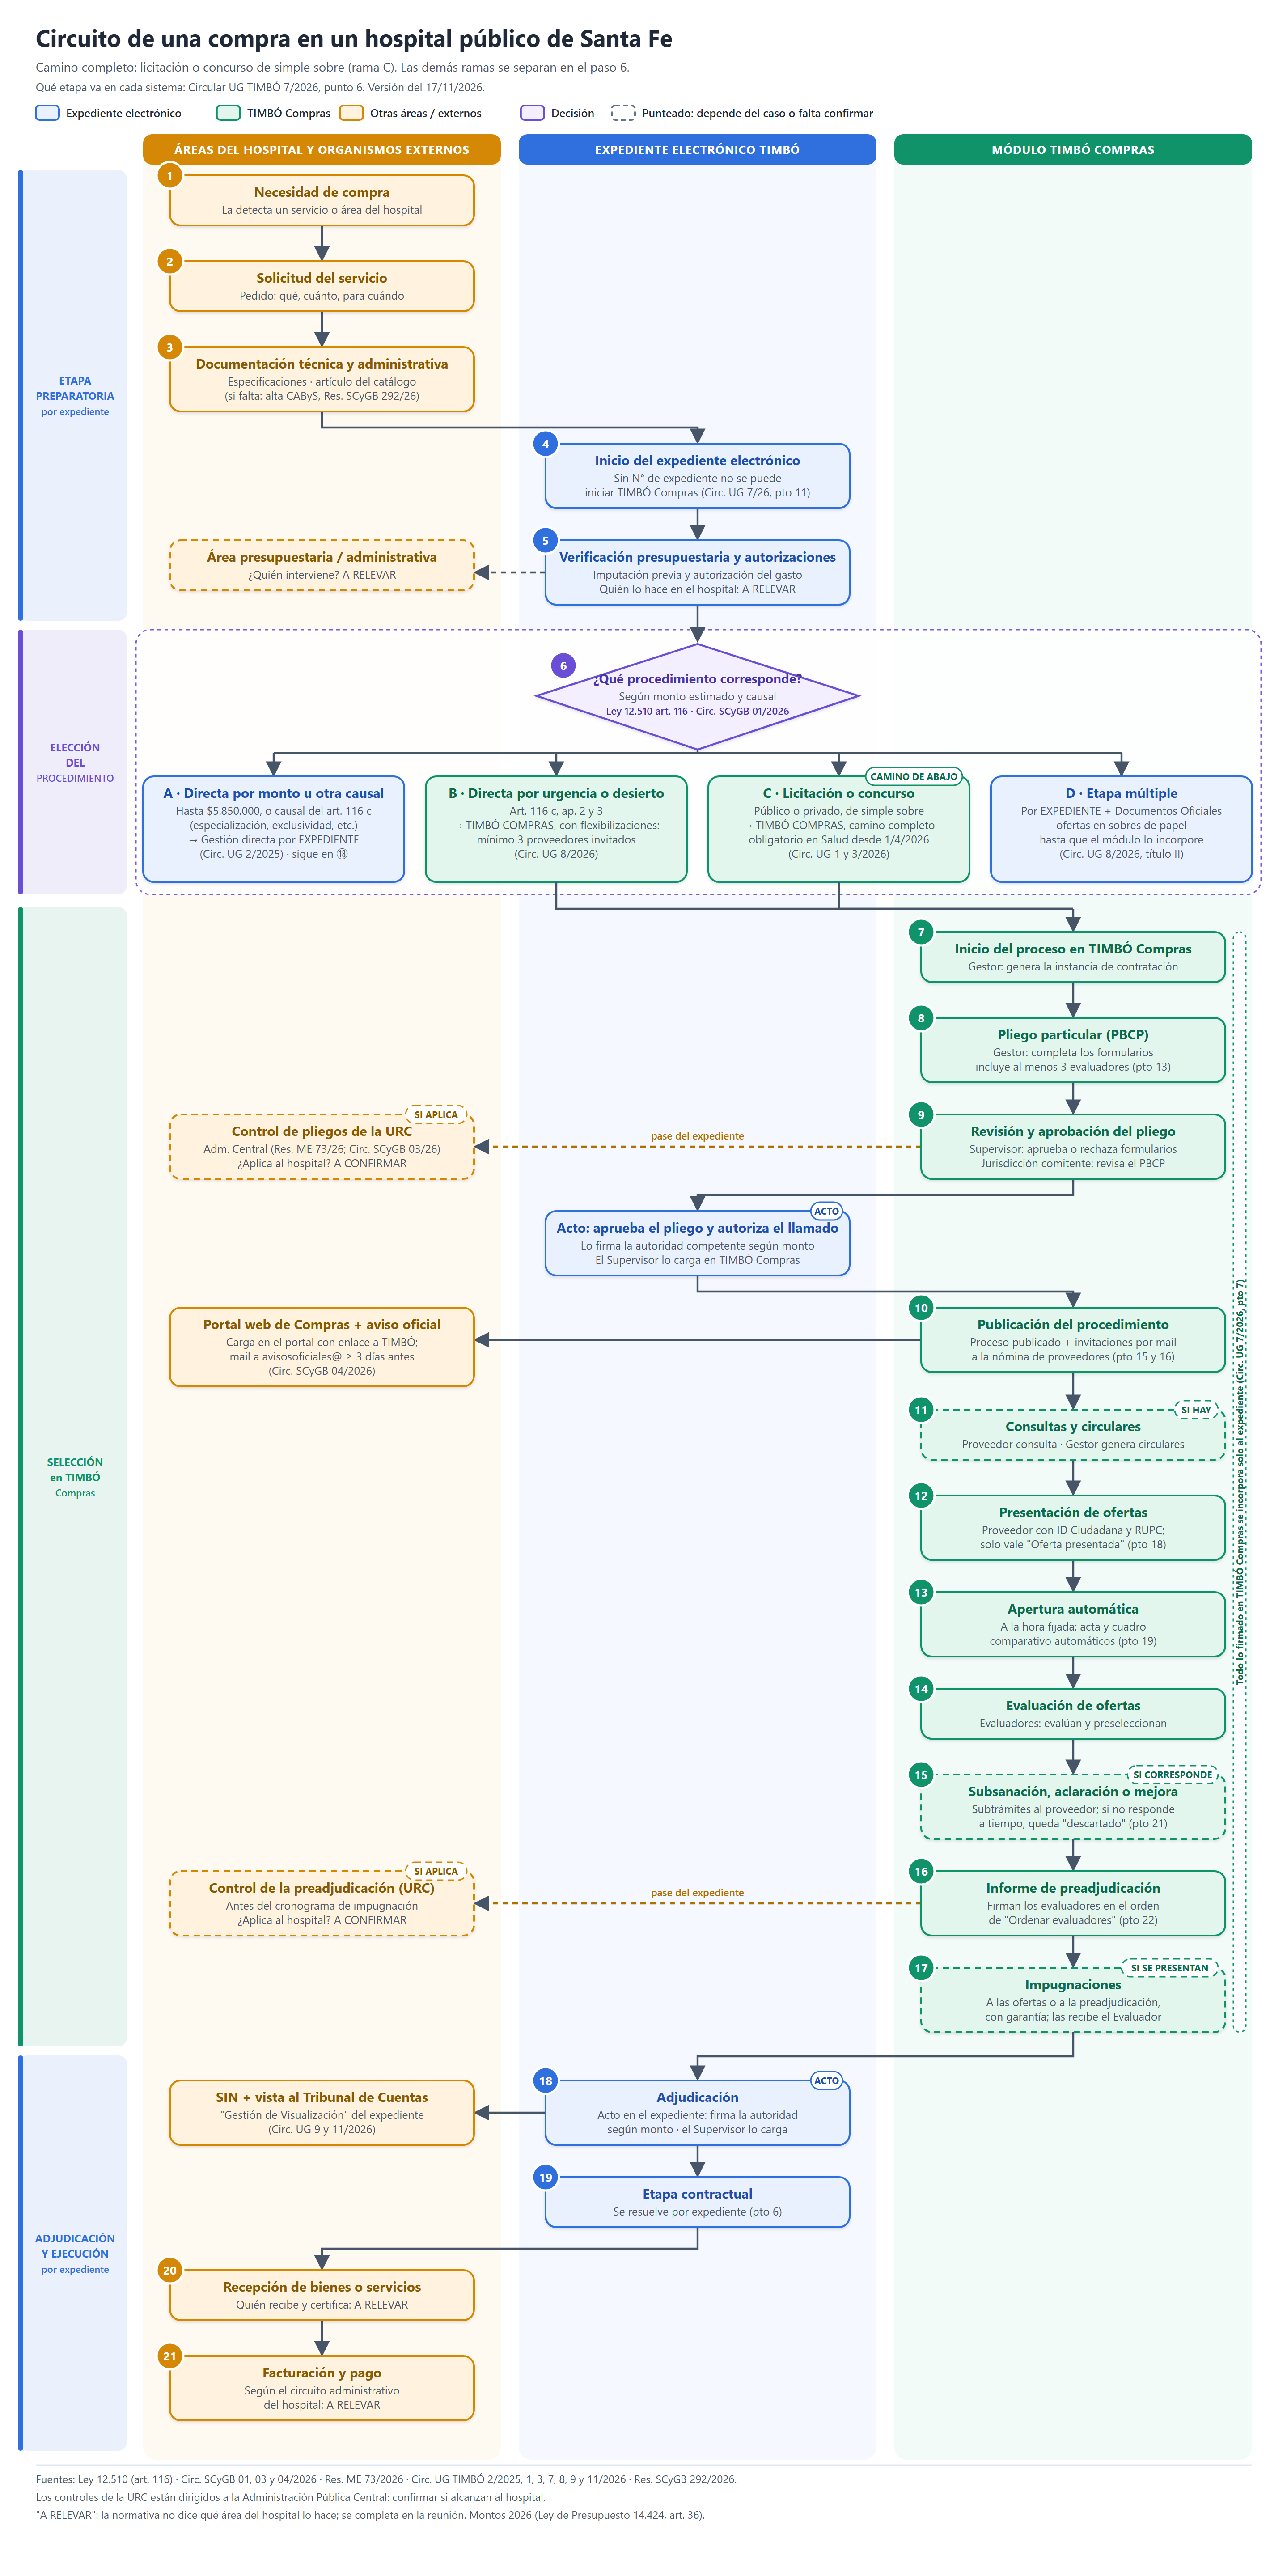 Circuito de una compra en un hospital público de Santa Fe
Camino completo: licitación o concurso de simple sobre (rama C). Las demás ramas se separan en el paso 6.
Qué etapa va en cada sistema: Circular UG TIMBÓ 7/2026, punto 6. Versión del 17/11/2026.
Expediente electrónico
TIMBÓ Compras
Otras áreas / externos
Decisión
Punteado: depende del caso o falta confirmar
ÁREAS DEL HOSPITAL Y ORGANISMOS EXTERNOS
EXPEDIENTE ELECTRÓNICO TIMBÓ
MÓDULO TIMBÓ COMPRAS
ETAPA
PREPARATORIA
por expediente
1
Necesidad de compra
La detecta un servicio o área del hospital
2
Solicitud del servicio
Pedido: qué, cuánto, para cuándo
3
Documentación técnica y administrativa
Especificaciones · artículo del catálogo
(si falta: alta CAByS, Res. SCyGB 292/26)
4
Inicio del expediente electrónico
Sin N° de expediente no se puede
iniciar TIMBÓ Compras (Circ. UG 7/26, pto 11)
5
Verificación presupuestaria y autorizaciones
Imputación previa y autorización del gasto
Quién lo hace en el hospital: A RELEVAR
Área presupuestaria / administrativa
¿Quién interviene? A RELEVAR
ELECCIÓN
DEL
PROCEDIMIENTO
6
¿Qué procedimiento corresponde?
Según monto estimado y causal
Ley 12.510 art. 116 · Circ. SCyGB 01/2026
A · Directa por monto u otra causal
Hasta $5.850.000, o causal del art. 116 c
(especialización, exclusividad, etc.)
→ Gestión directa por EXPEDIENTE
(Circ. UG 2/2025) · sigue en ⑱
B · Directa por urgencia o desierto
Art. 116 c, ap. 2 y 3
→ TIMBÓ COMPRAS, con flexibilizaciones:
mínimo 3 proveedores invitados
(Circ. UG 8/2026)
CAMINO DE ABAJO
C · Licitación o concurso
Público o privado, de simple sobre
→ TIMBÓ COMPRAS, camino completo
obligatorio en Salud desde 1/4/2026
(Circ. UG 1 y 3/2026)
D · Etapa múltiple
Por EXPEDIENTE + Documentos Oficiales
ofertas en sobres de papel
hasta que el módulo lo incorpore
(Circ. UG 8/2026, título II)
SELECCIÓN
en TIMBÓ
Compras
7
Inicio del proceso en TIMBÓ Compras
Gestor: genera la instancia de contratación
8
Pliego particular (PBCP)
Gestor: completa los formularios
incluye al menos 3 evaluadores (pto 13)
9
Revisión y aprobación del pliego
Supervisor: aprueba o rechaza formularios
Jurisdicción comitente: revisa el PBCP
pase del expediente
SI APLICA
Control de pliegos de la URC
Adm. Central (Res. ME 73/26; Circ. SCyGB 03/26)
¿Aplica al hospital? A CONFIRMAR
ACTO
Acto: aprueba el pliego y autoriza el llamado
Lo firma la autoridad competente según monto
El Supervisor lo carga en TIMBÓ Compras
10
Publicación del procedimiento
Proceso publicado + invitaciones por mail
a la nómina de proveedores (pto 15 y 16)
Portal web de Compras + aviso oficial
Carga en el portal con enlace a TIMBÓ;
mail a avisosoficiales@ ≥ 3 días antes
(Circ. SCyGB 04/2026)
11
SI HAY
Consultas y circulares
Proveedor consulta · Gestor genera circulares
12
Presentación de ofertas
Proveedor con ID Ciudadana y RUPC;
solo vale "Oferta presentada" (pto 18)
13
Apertura automática
A la hora fijada: acta y cuadro
comparativo automáticos (pto 19)
14
Evaluación de ofertas
Evaluadores: evalúan y preseleccionan
15
SI CORRESPONDE
Subsanación, aclaración o mejora
Subtrámites al proveedor; si no responde
a tiempo, queda "descartado" (pto 21)
16
Informe de preadjudicación
Firman los evaluadores en el orden
de "Ordenar evaluadores" (pto 22)
pase del expediente
SI APLICA
Control de la preadjudicación (URC)
Antes del cronograma de impugnación
¿Aplica al hospital? A CONFIRMAR
17
SI SE PRESENTAN
Impugnaciones
A las ofertas o a la preadjudicación,
con garantía; las recibe el Evaluador
Todo lo firmado en TIMBÓ Compras se incorpora solo al expediente (Circ. UG 7/2026, pto 7)
ADJUDICACIÓN
Y EJECUCIÓN
por expediente
18
ACTO
Adjudicación
Acto en el expediente: firma la autoridad
según monto · el Supervisor lo carga
SIN + vista al Tribunal de Cuentas
"Gestión de Visualización" del expediente
(Circ. UG 9 y 11/2026)
19
Etapa contractual
Se resuelve por expediente (pto 6)
20
Recepción de bienes o servicios
Quién recibe y certifica: A RELEVAR
21
Facturación y pago
Según el circuito administrativo
del hospital: A RELEVAR
Fuentes: Ley 12.510 (art. 116) · Circ. SCyGB 01, 03 y 04/2026 · Res. ME 73/2026 · Circ. UG TIMBÓ 2/2025, 1, 3, 7, 8, 9 y 11/2026 · Res. SCyGB 292/2026.
Los controles de la URC están dirigidos a la Administración Pública Central: confirmar si alcanzan al hospital.
"A RELEVAR": la normativa no dice qué área del hospital lo hace; se completa en la reunión. Montos 2026 (Ley de Presupuesto 14.424, art. 36).